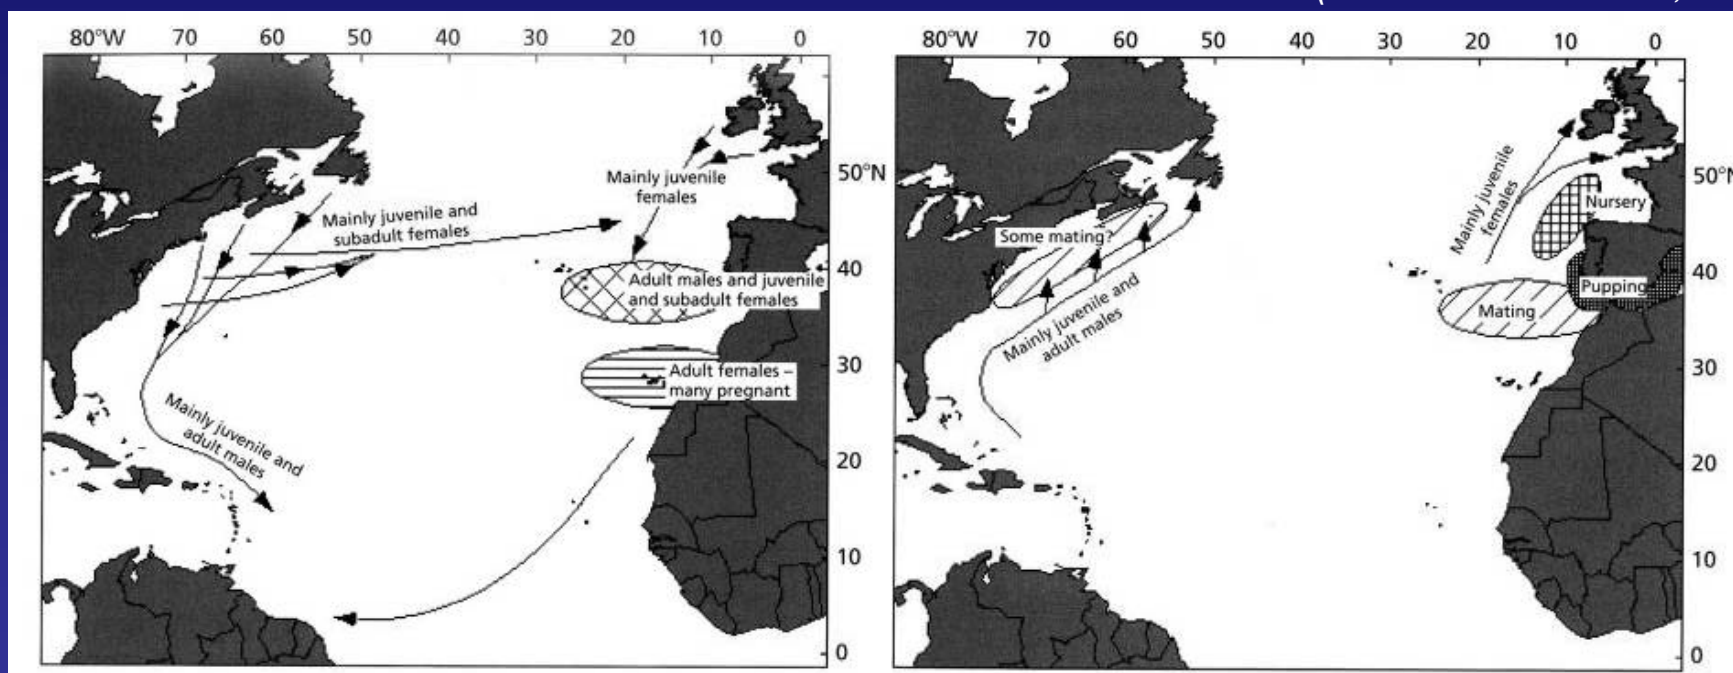 80°W 70 60 50 40 30 20 10 0
50°N
40
30
20
10
0
Mainly juvenile
females
Mainly juvenile and
subadult females
Adult males and juvenile
and subadult females
Adult females –
many pregnant
Mainly juvenile and
adult males
80°W 70 60 50 40 30 20 10 0
50°N
40
30
20
10
0
Mainly juvenile
females
Nursery
Some mating?
Pupping
Mating
Mainly juvenile and
adult males